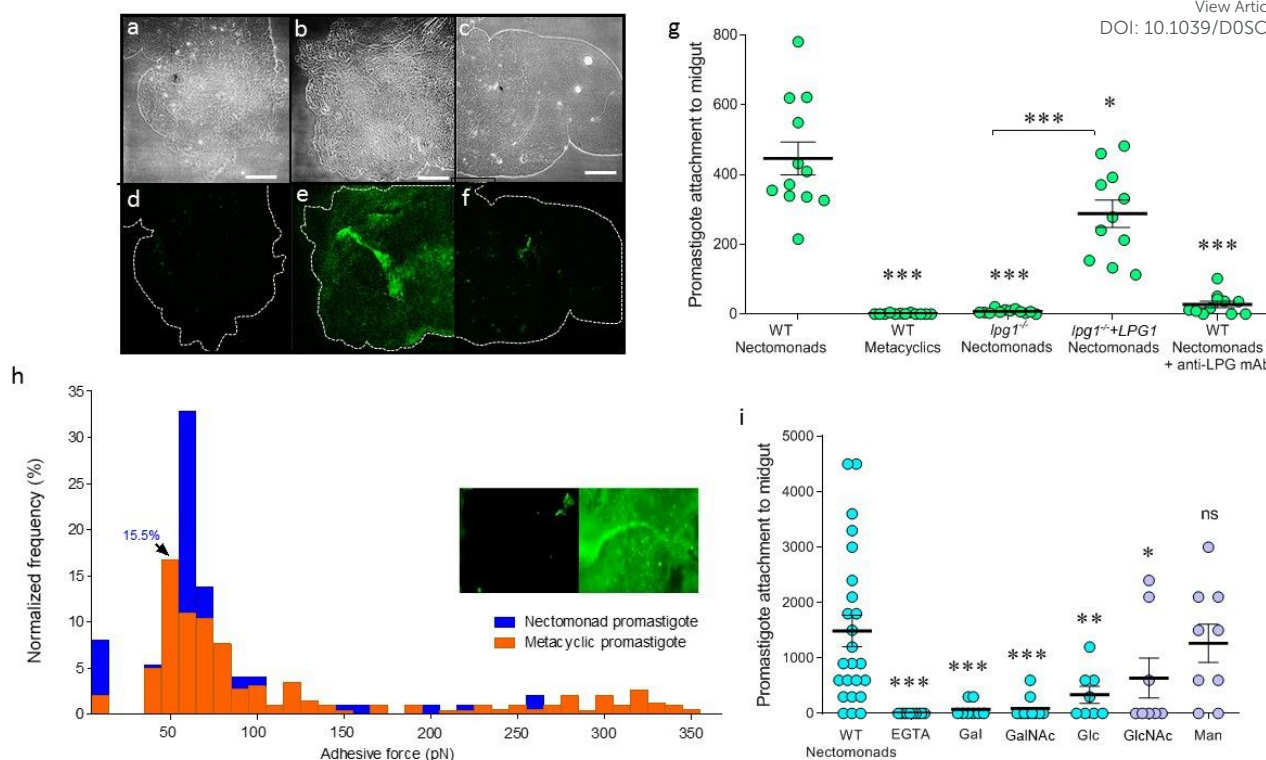 View Artic
DOI: 10.1039/D0SC
a
b
c
d
e
f
g
Promastigote attachment to midgut
800
600
400
200
0
***
***
***
*
***
WT
Nectomonads
WT
Metacyclics
lpg1-/-
Nectomonads
lpg1-/-+LPG1
Nectomonads
WT
Nectomonads
+ anti-LPG mAb
h
Normalized frequency (%)
35
30
25
20
15
10
5
0
15.5%
Nectomonad promastigote
Metacyclic promastigote
50
100
150
200
250
300
350
Adhesive force (pN)
i
Promastigote attachment to midgut
5000
4000
3000
2000
1000
0
***
***
***
**
*
ns
WT
Nectomonads
EGTA
Gal
GalNAc
Glc
GlcNAc
Man